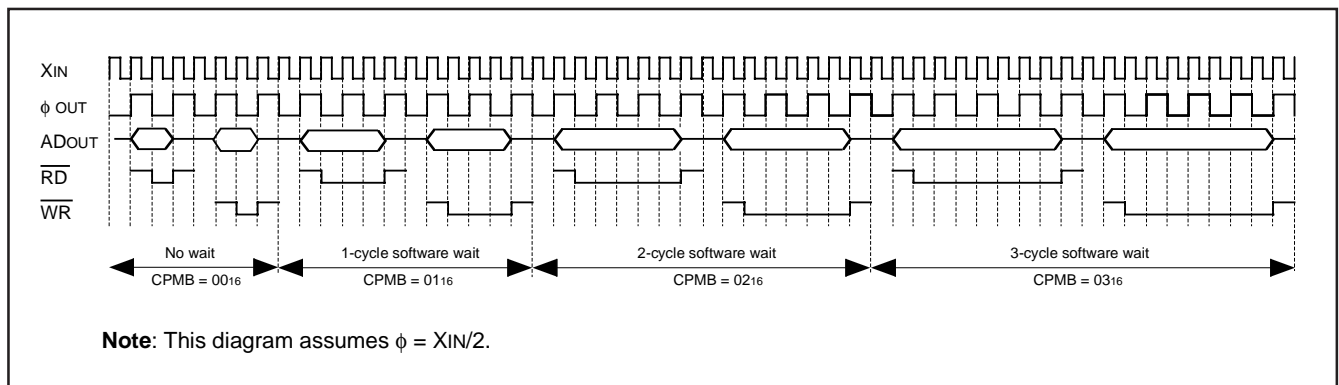 XIN
ϕ OUT
ADOUT
RD
WR
No wait
1-cycle software wait
2-cycle software wait
3-cycle software wait
CPMB = 0016
CPMB = 0116
CPMB = 0216
CPMB = 0316
Note: This diagram assumes ϕ = XIN/2.